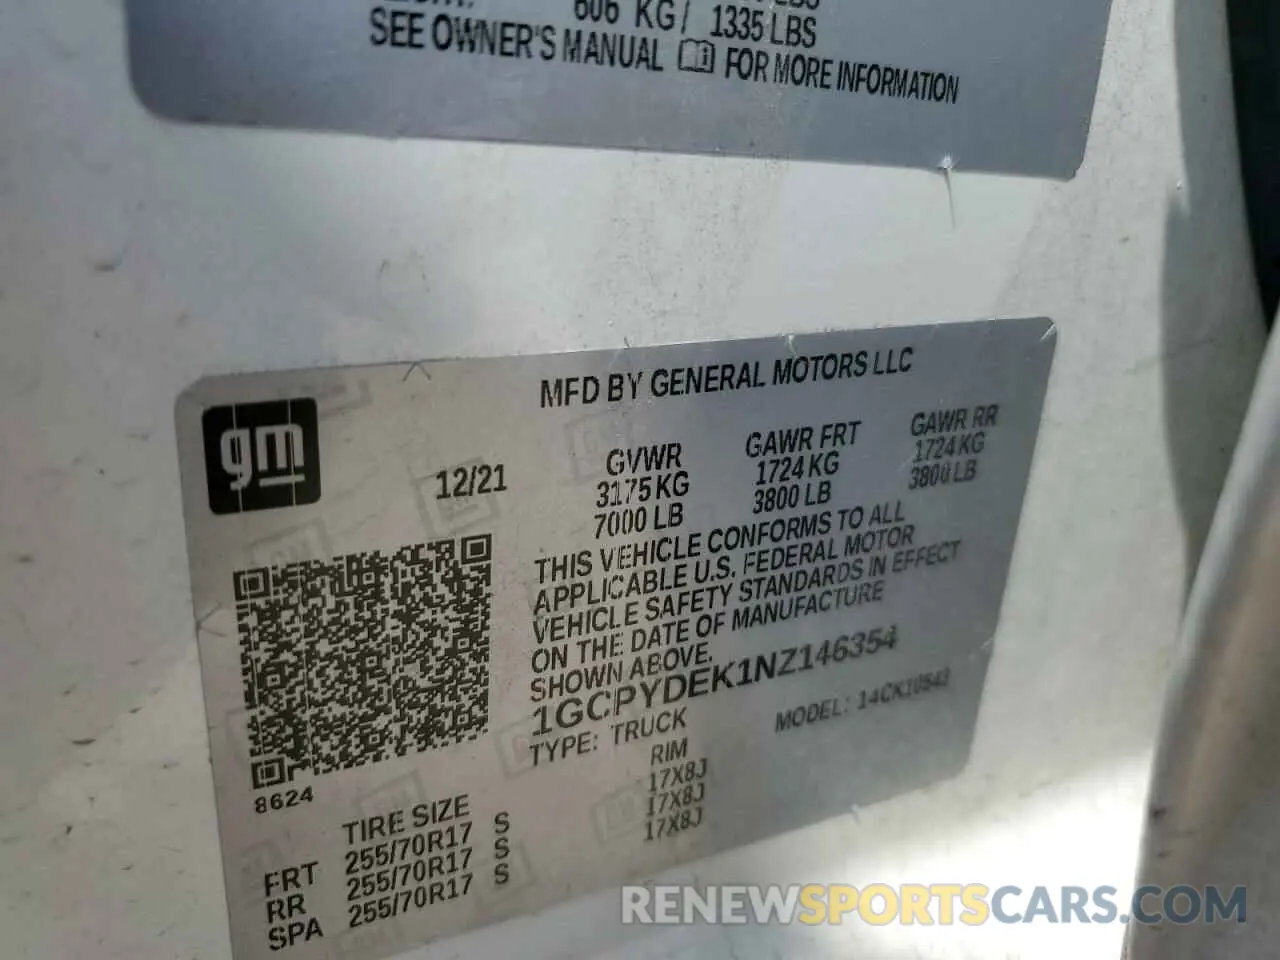 606 KG / 1335 LBS
SEE OWNER'S MANUAL FOR MORE INFORMATION
MFD BY GENERAL MOTORS LLC
gm
12/21
GVWR GAWR FRT GAWR RR
3175 KG 1724 KG 1724 KG
7000 LB 3800 LB 3800 LB
THIS VEHICLE CONFORMS TO ALL
APPLICABLE U.S. FEDERAL MOTOR
VEHICLE SAFETY STANDARDS IN EFFECT
ON THE DATE OF MANUFACTURE
SHOWN ABOVE.
1GCPYDEK1NZ146354
TYPE: TRUCK MODEL: 14CK10543
8624
TIRE SIZE RIM
FRT 255/70R17 S 17X8J
RR 255/70R17 S 17X8J
SPA 255/70R17 S 17X8J
RENEWSPORTSCARS.COM